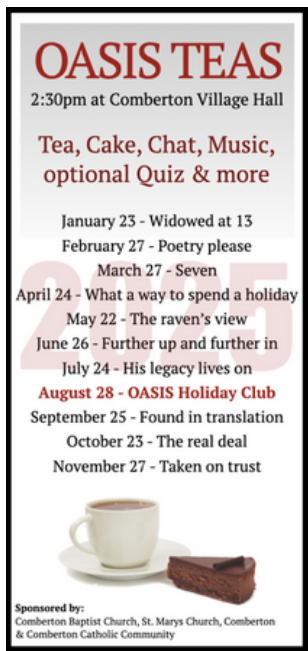 OASIS TEAS
2:30pm at Comberton Village Hall
Tea, Cake, Chat, Music,
optional Quiz & more
2025
January 23 - Widowed at 13
February 27 - Poetry please
March 27 - Seven
April 24 - What a way to spend a holiday
May 22 - The raven's view
June 26 - Further up and further in
July 24 - His legacy lives on
August 28 - OASIS Holiday Club
September 25 - Found in translation
October 23 - The real deal
November 27 - Taken on trust
Sponsored by:
Comberton Baptist Church, St. Marys Church, Comberton
& Comberton Catholic Community